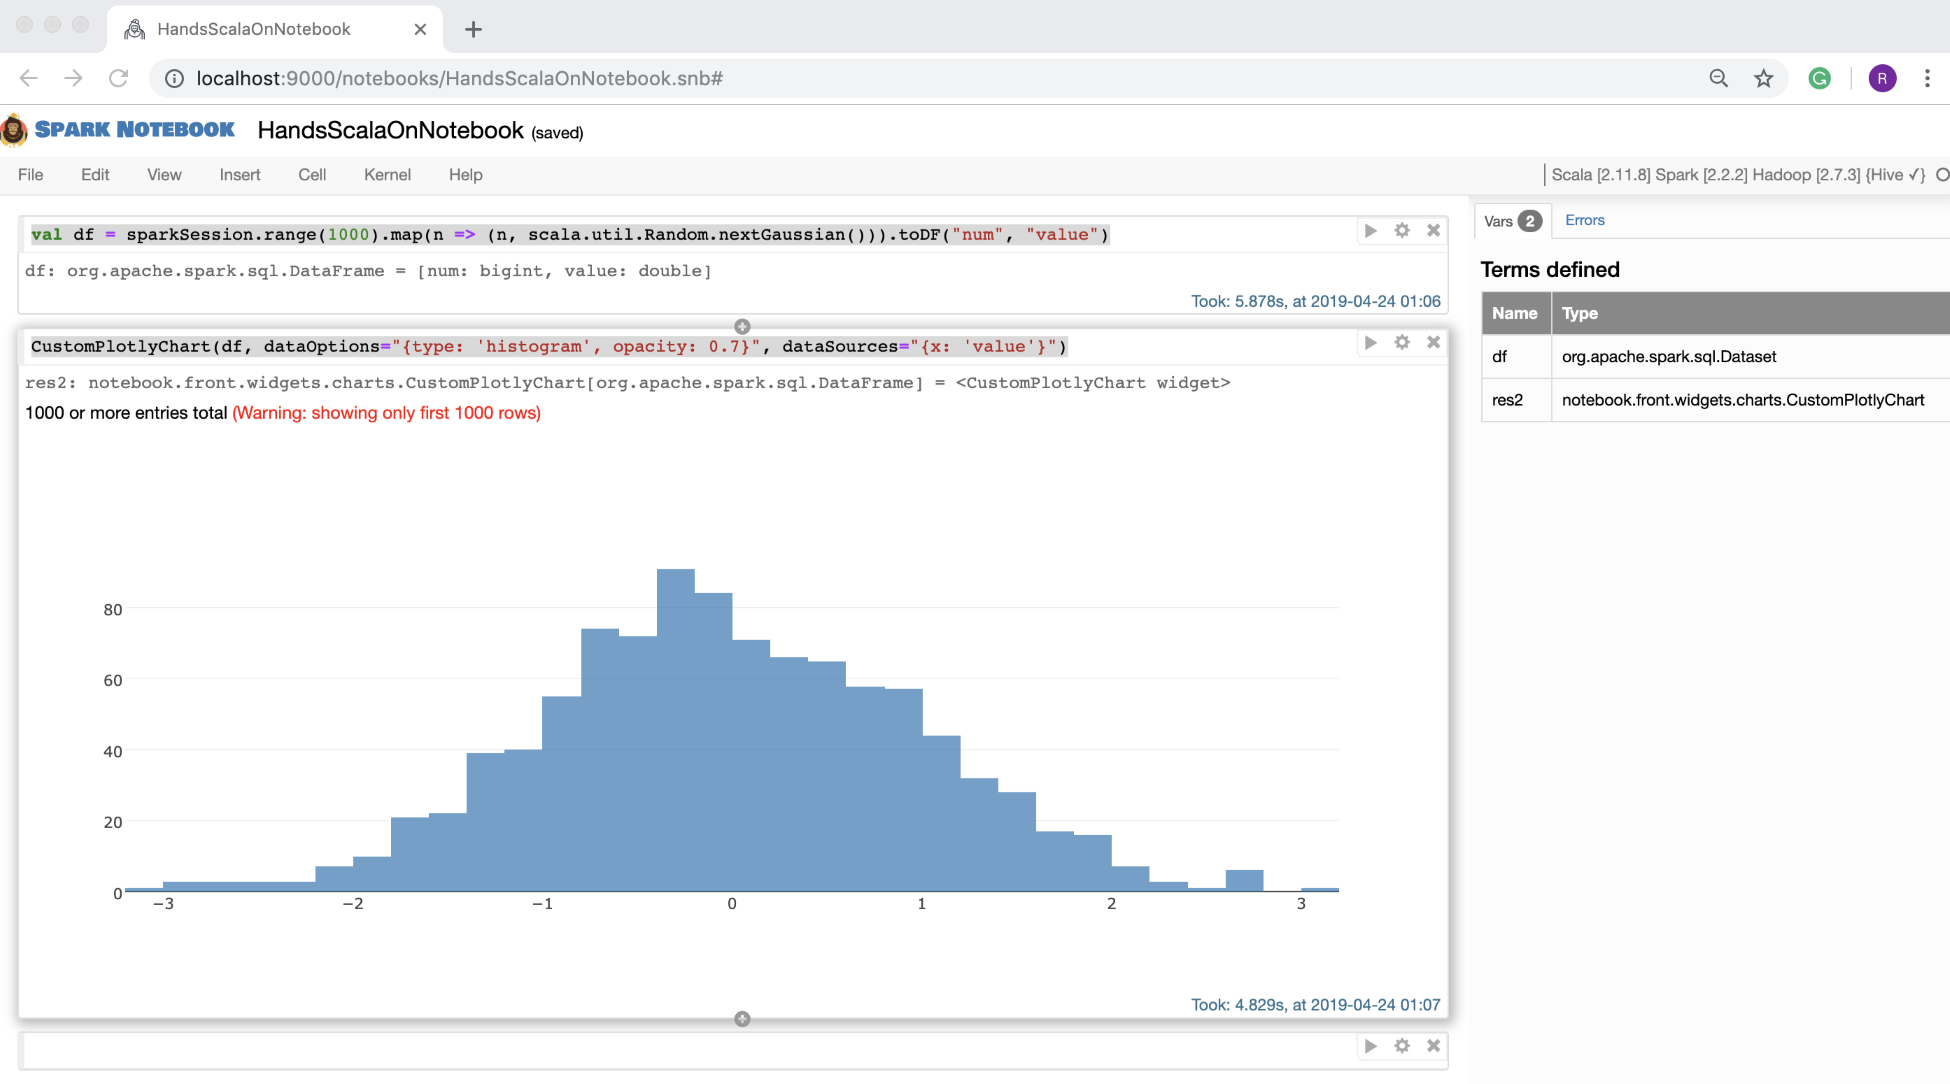 HandsScalaOnNotebook
localhost:9000/notebooks/HandsScalaOnNotebook.snb#
R
SPARK NOTEBOOK HandsScalaOnNotebook (saved)
File Edit View Insert Cell Kernel Help Scala [2.11.8] Spark [2.2.2] Hadoop [2.7.3] {Hive ✓}
val df = sparkSession.range(1000).map(n => (n, scala.util.Random.nextGaussian())).toDF("num", "value")
df: org.apache.spark.sql.DataFrame = [num: bigint, value: double]
Took: 5.878s, at 2019-04-24 01:06
CustomPlotlyChart(df, dataOptions="{type: 'histogram', opacity: 0.7}", dataSources="{x: 'value'}")
res2: notebook.front.widgets.charts.CustomPlotlyChart[org.apache.spark.sql.DataFrame] = <CustomPlotlyChart widget>
1000 or more entries total (Warning: showing only first 1000 rows)
80
60
40
20
0
−3 −2 −1 0 1 2 3
Took: 4.829s, at 2019-04-24 01:07
Vars 2 Errors
Terms defined
Name Type
df org.apache.spark.sql.Dataset
res2 notebook.front.widgets.charts.CustomPlotlyChart